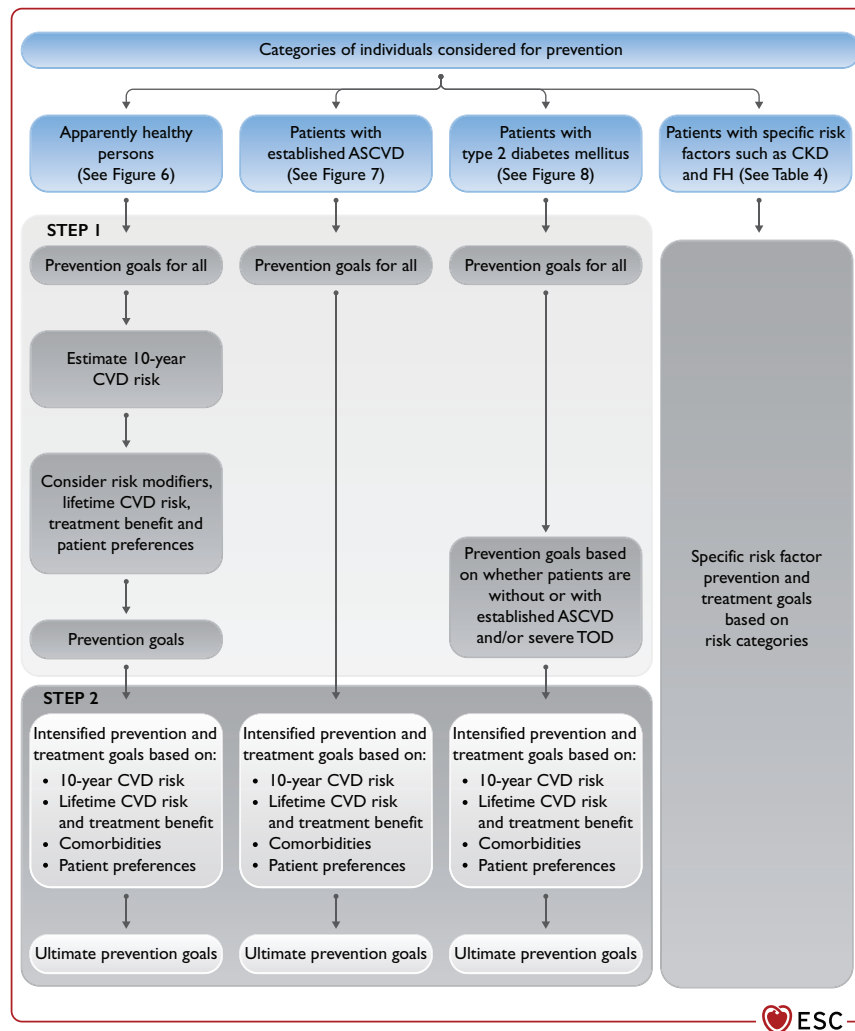 Categories of individuals considered for prevention
Apparently healthy
persons
(See Figure 6)
Patients with
established ASCVD
(See Figure 7)
Patients with
type 2 diabetes mellitus
(See Figure 8)
Patients with specific risk
factors such as CKD
and FH (See Table 4)
STEP 1
Prevention goals for all
Prevention goals for all
Prevention goals for all
Estimate 10-year
CVD risk
Consider risk modifiers,
lifetime CVD risk,
treatment benefit and
patient preferences
Prevention goals
Prevention goals based
on whether patients are
without or with
established ASCVD
and/or severe TOD
Specific risk factor
prevention and
treatment goals
based on
risk categories
STEP 2
Intensified prevention and
treatment goals based on:
• 10-year CVD risk
• Lifetime CVD risk
and treatment benefit
• Comorbidities
• Patient preferences
Intensified prevention and
treatment goals based on:
• 10-year CVD risk
• Lifetime CVD risk
and treatment benefit
• Comorbidities
• Patient preferences
Intensified prevention and
treatment goals based on:
• 10-year CVD risk
• Lifetime CVD risk
and treatment benefit
• Comorbidities
• Patient preferences
Ultimate prevention goals
Ultimate prevention goals
Ultimate prevention goals
ESC